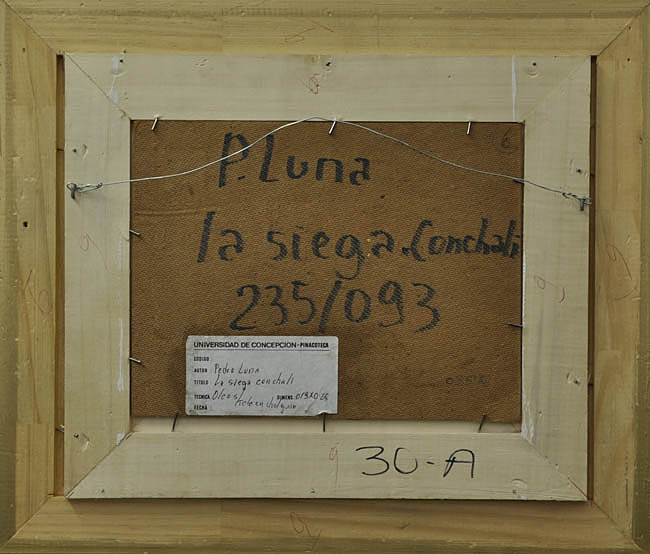 6
P. Luna
la siega. Conchali
235/093
UNIVERSIDAD DE CONCEPCION - PINACOTECA
CODIGO
AUTOR Pedro Luna
TITULO La siega conchali
TECNICA Oleo s/ DIMENS.
FECHA
30-A